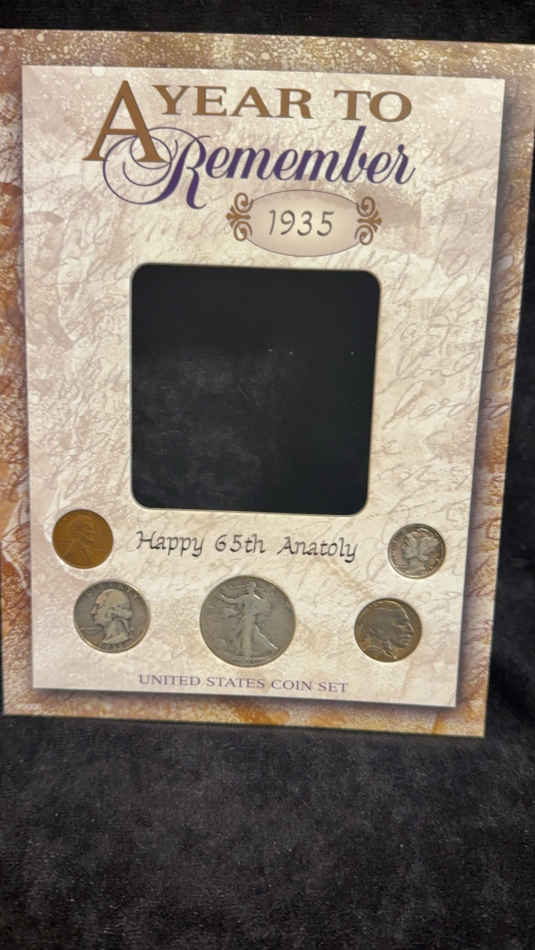 A YEAR TO
Remember
1935
Happy 65th Anatoly
UNITED STATES COIN SET